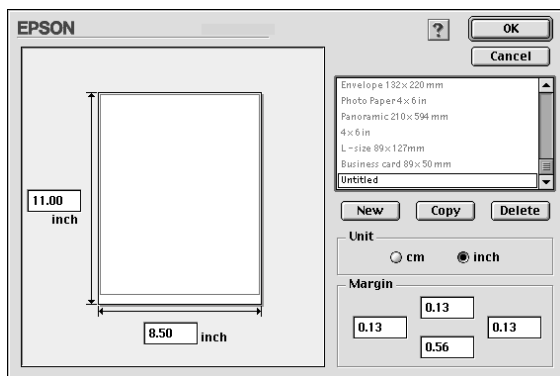 EPSON
?
OK
Cancel
Envelope 132×220 mm
Photo Paper 4×6 in
Panoramic 210×594 mm
4×6 in
L-size 89×127mm
Business card 89×50 mm
Untitled
New Copy Delete
Unit
cm inch
Margin
0.13
0.13 0.13
0.56
11.00
inch
8.50 inch